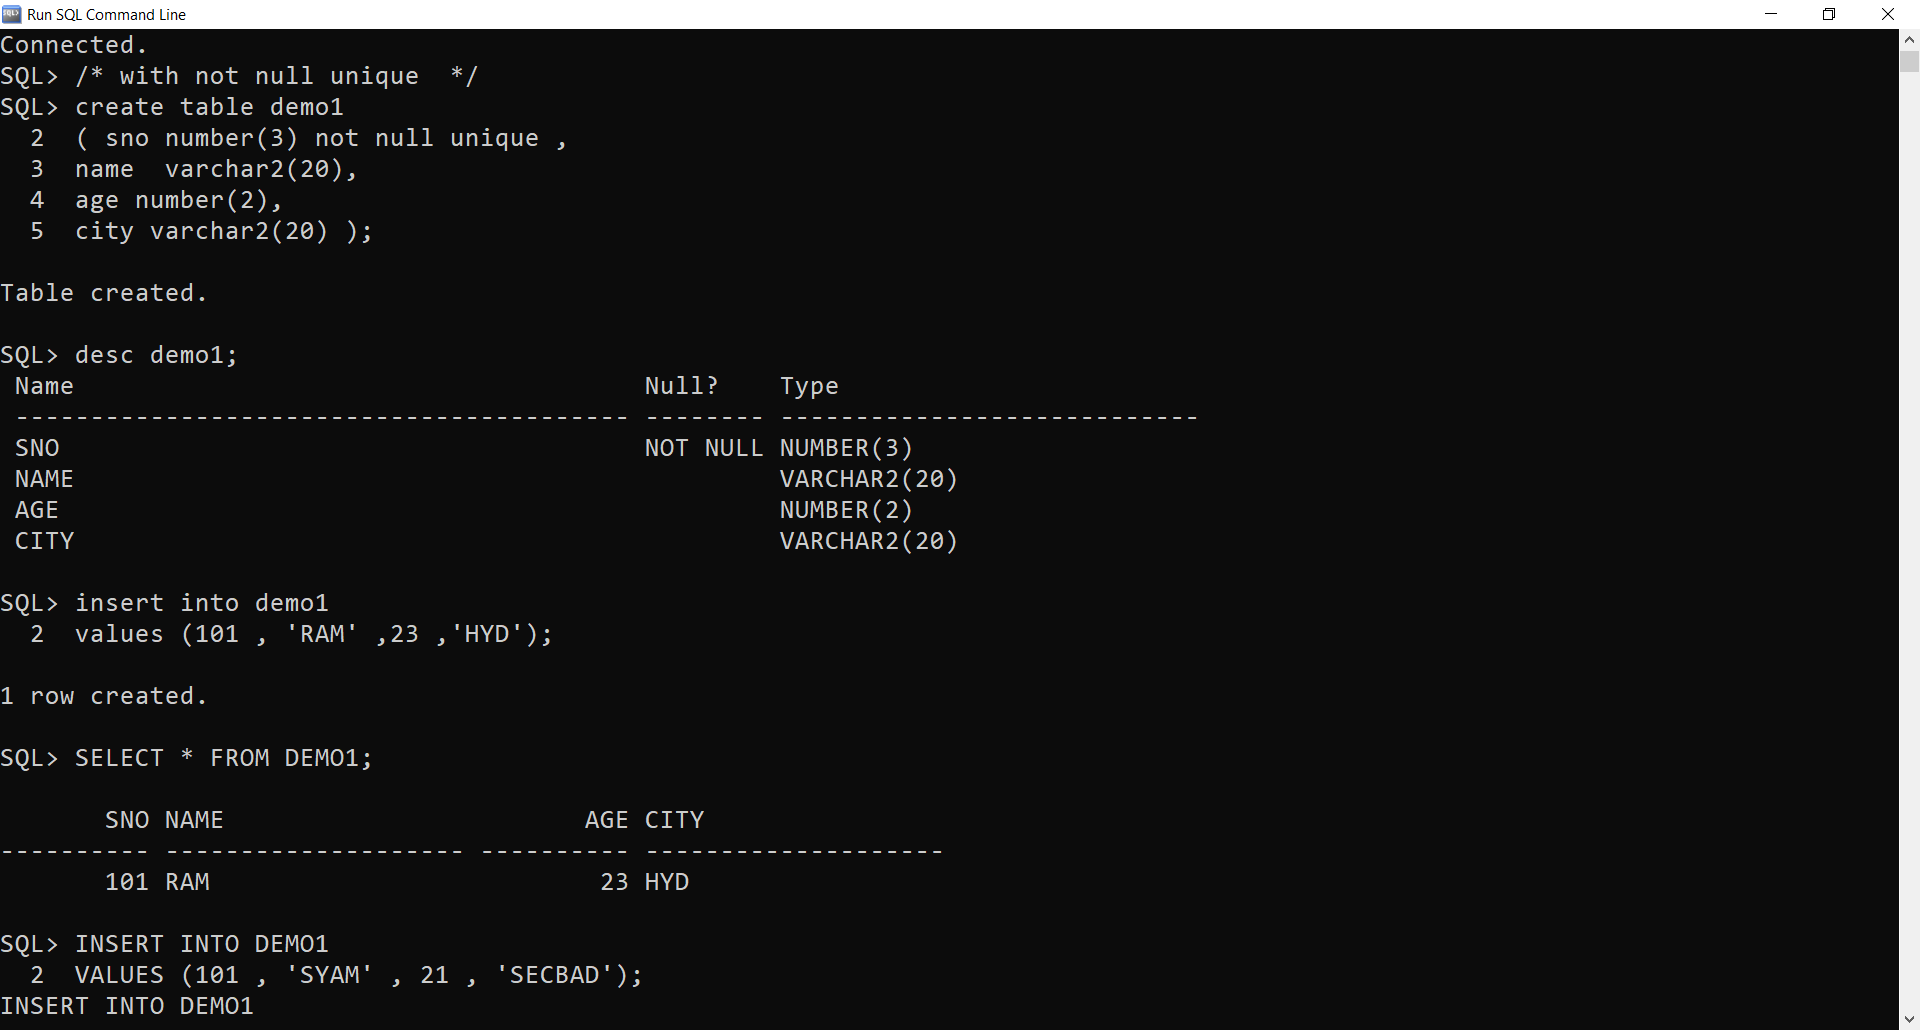 Run SQL Command Line
Connected.
SQL> /* with not null unique  */
SQL> create table demo1
  2  ( sno number(3) not null unique ,
  3  name  varchar2(20),
  4  age number(2),
  5  city varchar2(20) );

Table created.

SQL> desc demo1;
 Name                                      Null?    Type
 ----------------------------------------- -------- ----------------------------
 SNO                                       NOT NULL NUMBER(3)
 NAME                                               VARCHAR2(20)
 AGE                                                NUMBER(2)
 CITY                                               VARCHAR2(20)

SQL> insert into demo1
  2  values (101 , 'RAM' ,23 ,'HYD');

1 row created.

SQL> SELECT * FROM DEMO1;

       SNO NAME                        AGE CITY
---------- -------------------- ---------- --------------------
       101 RAM                          23 HYD

SQL> INSERT INTO DEMO1
  2  VALUES (101 , 'SYAM' , 21 , 'SECBAD');
INSERT INTO DEMO1